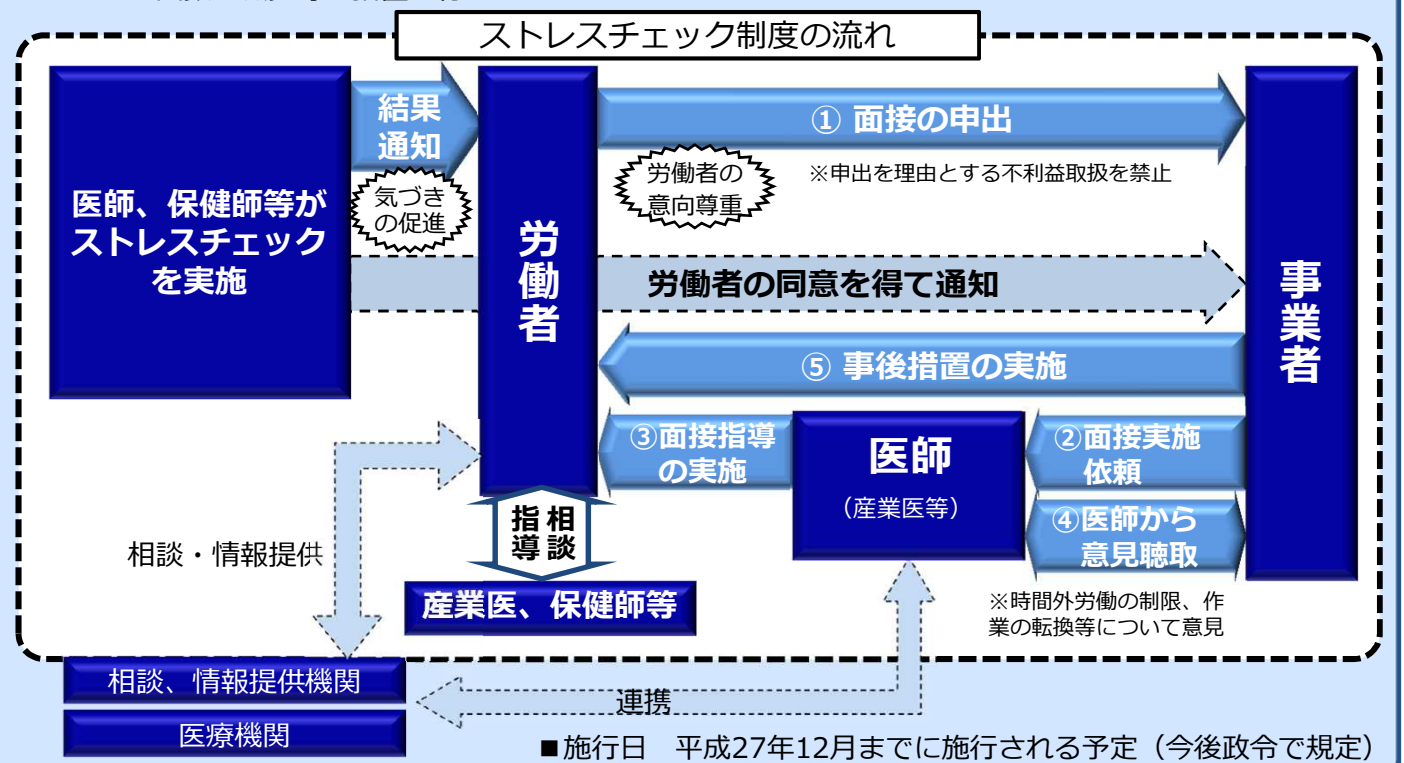 ストレスチェック制度の流れ
医師、保健師等が
ストレスチェック
を実施
結果
通知
気づき
の促進
労働者
① 面接の申出
労働者の
意向尊重
※申出を理由とする不利益取扱を禁止
労働者の同意を得て通知
事業者
⑤ 事後措置の実施
③面接指導
の実施
医師
（産業医等）
②面接実施
依頼
④医師から
意見聴取
※時間外労働の制限、作
業の転換等について意見
相談
指導
産業医、保健師等
相談・情報提供
相談、情報提供機関
医療機関
連携
■施行日　平成27年12月までに施行される予定（今後政令で規定）